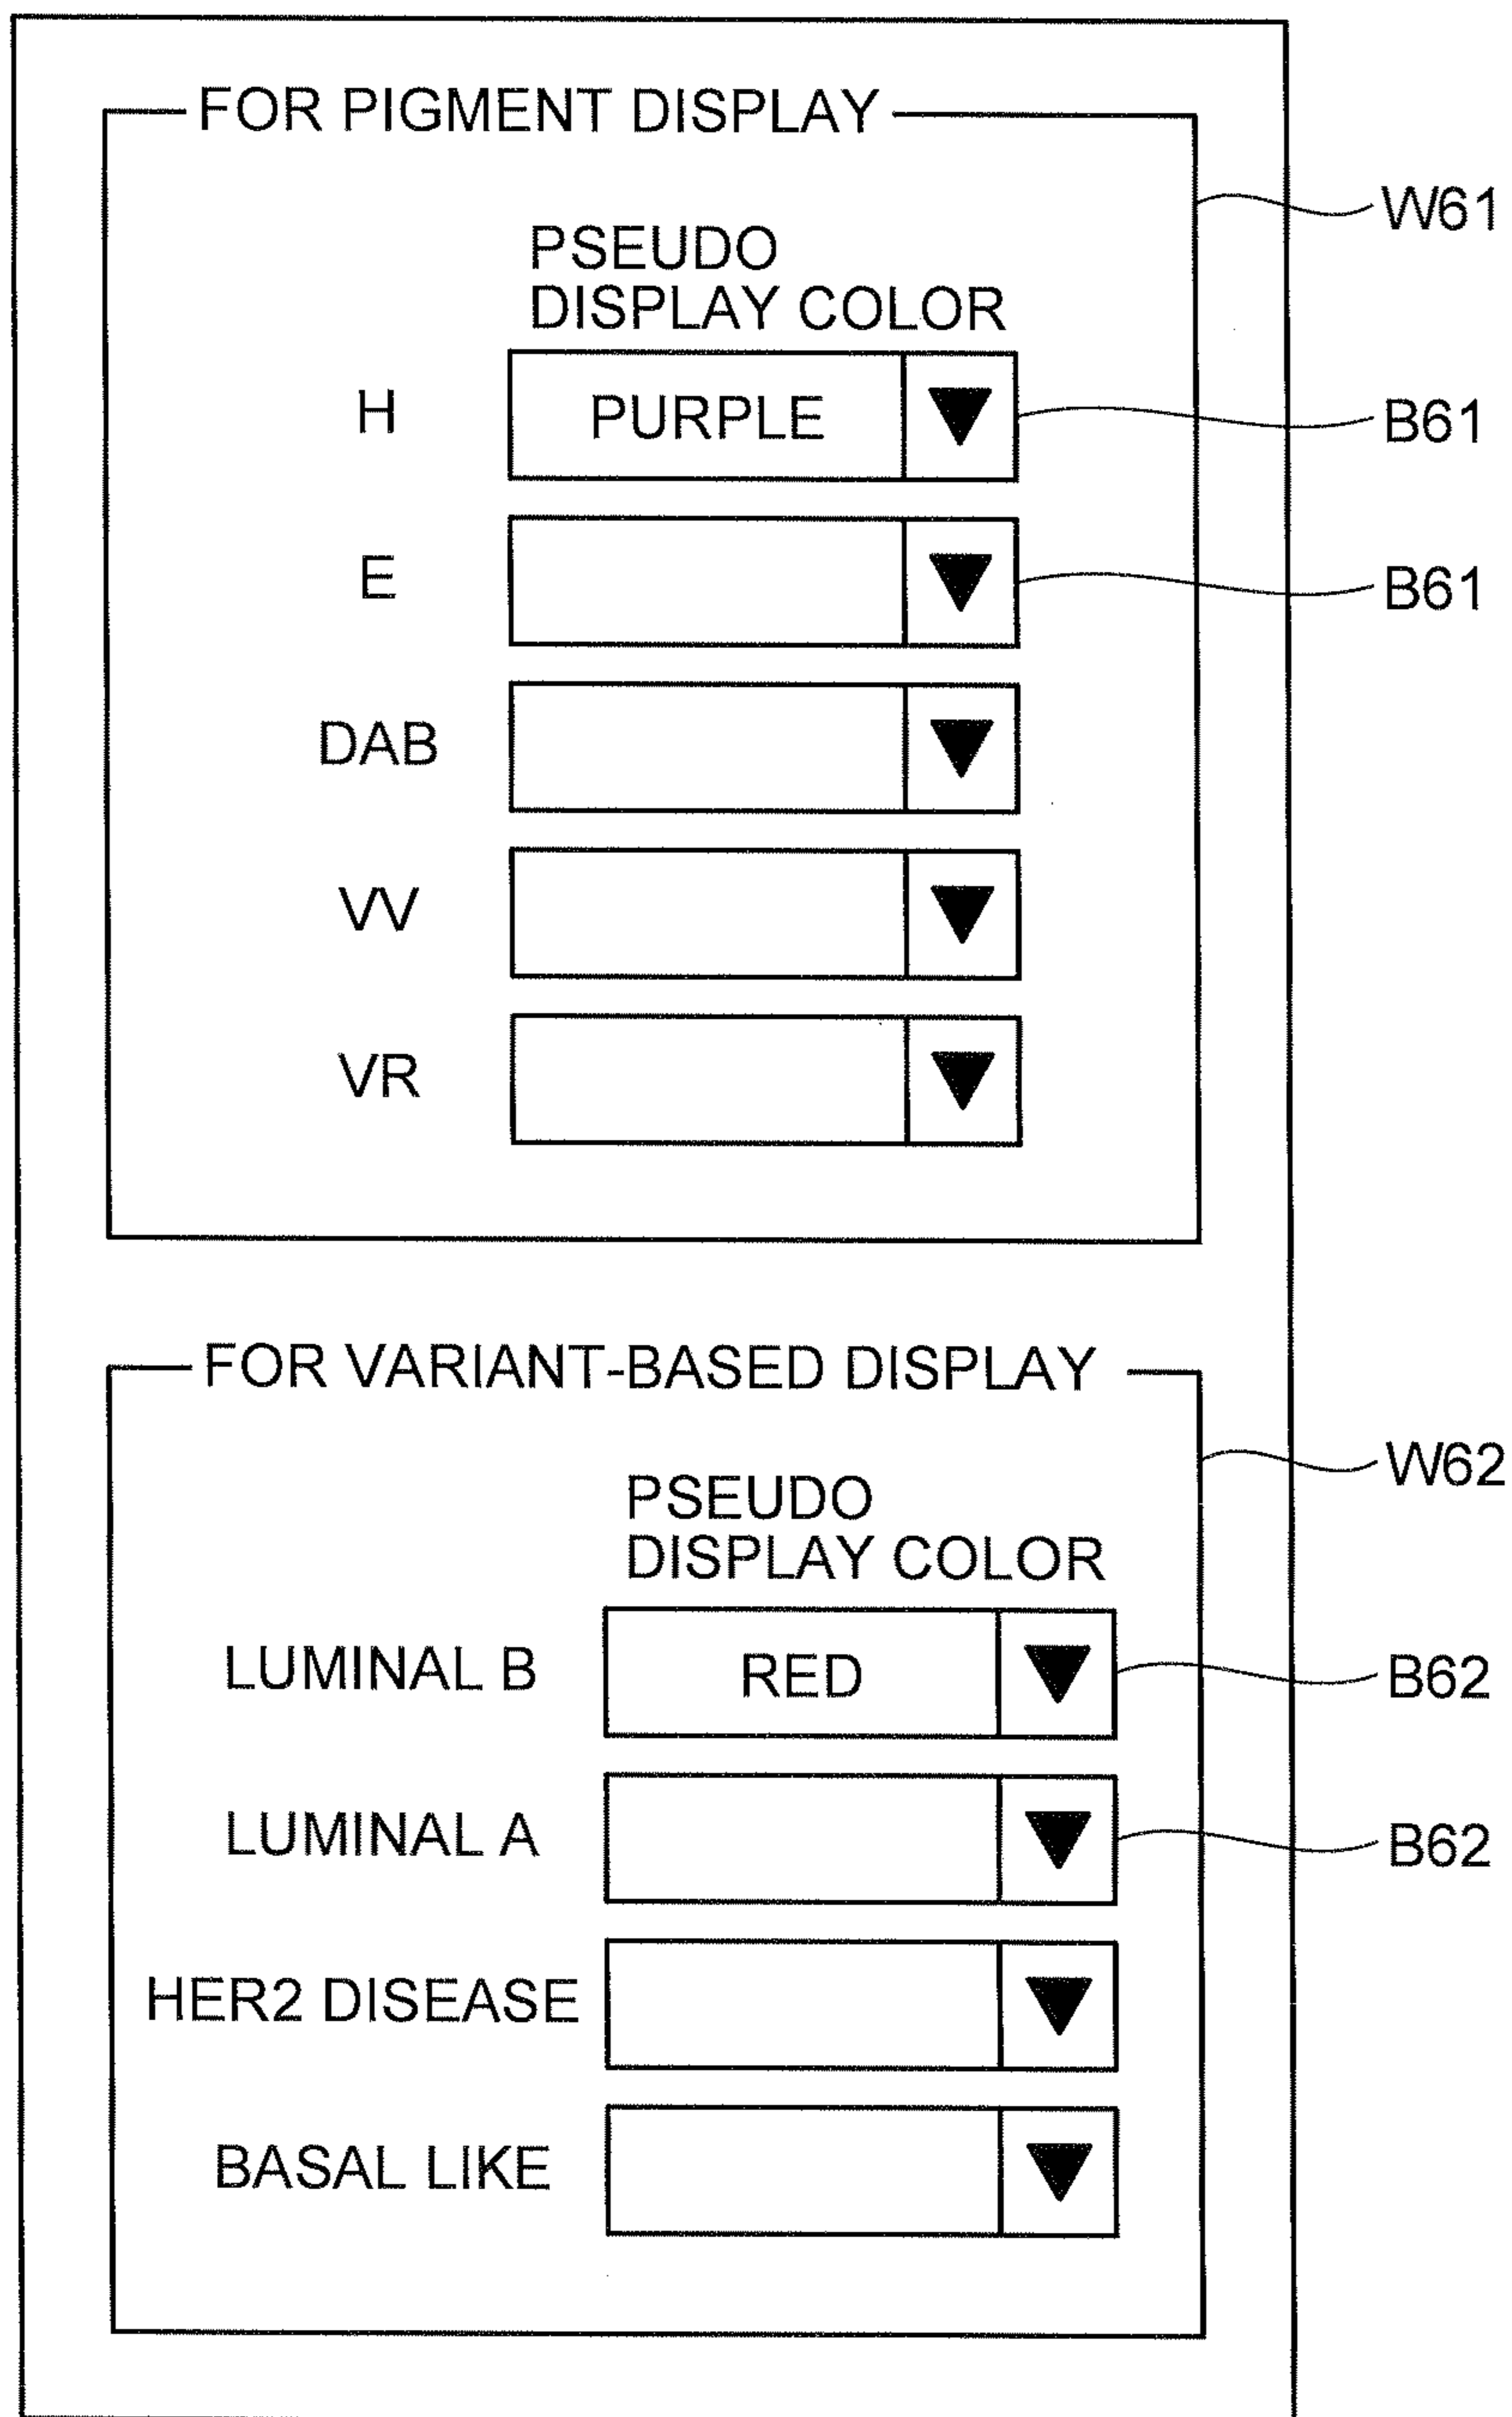 FOR PIGMENT DISPLAY
W61
PSEUDO
DISPLAY COLOR
H PURPLE B61
E B61
DAB
VV
VR
FOR VARIANT-BASED DISPLAY
W62
PSEUDO
DISPLAY COLOR
LUMINAL B RED B62
LUMINAL A B62
HER2 DISEASE
BASAL LIKE